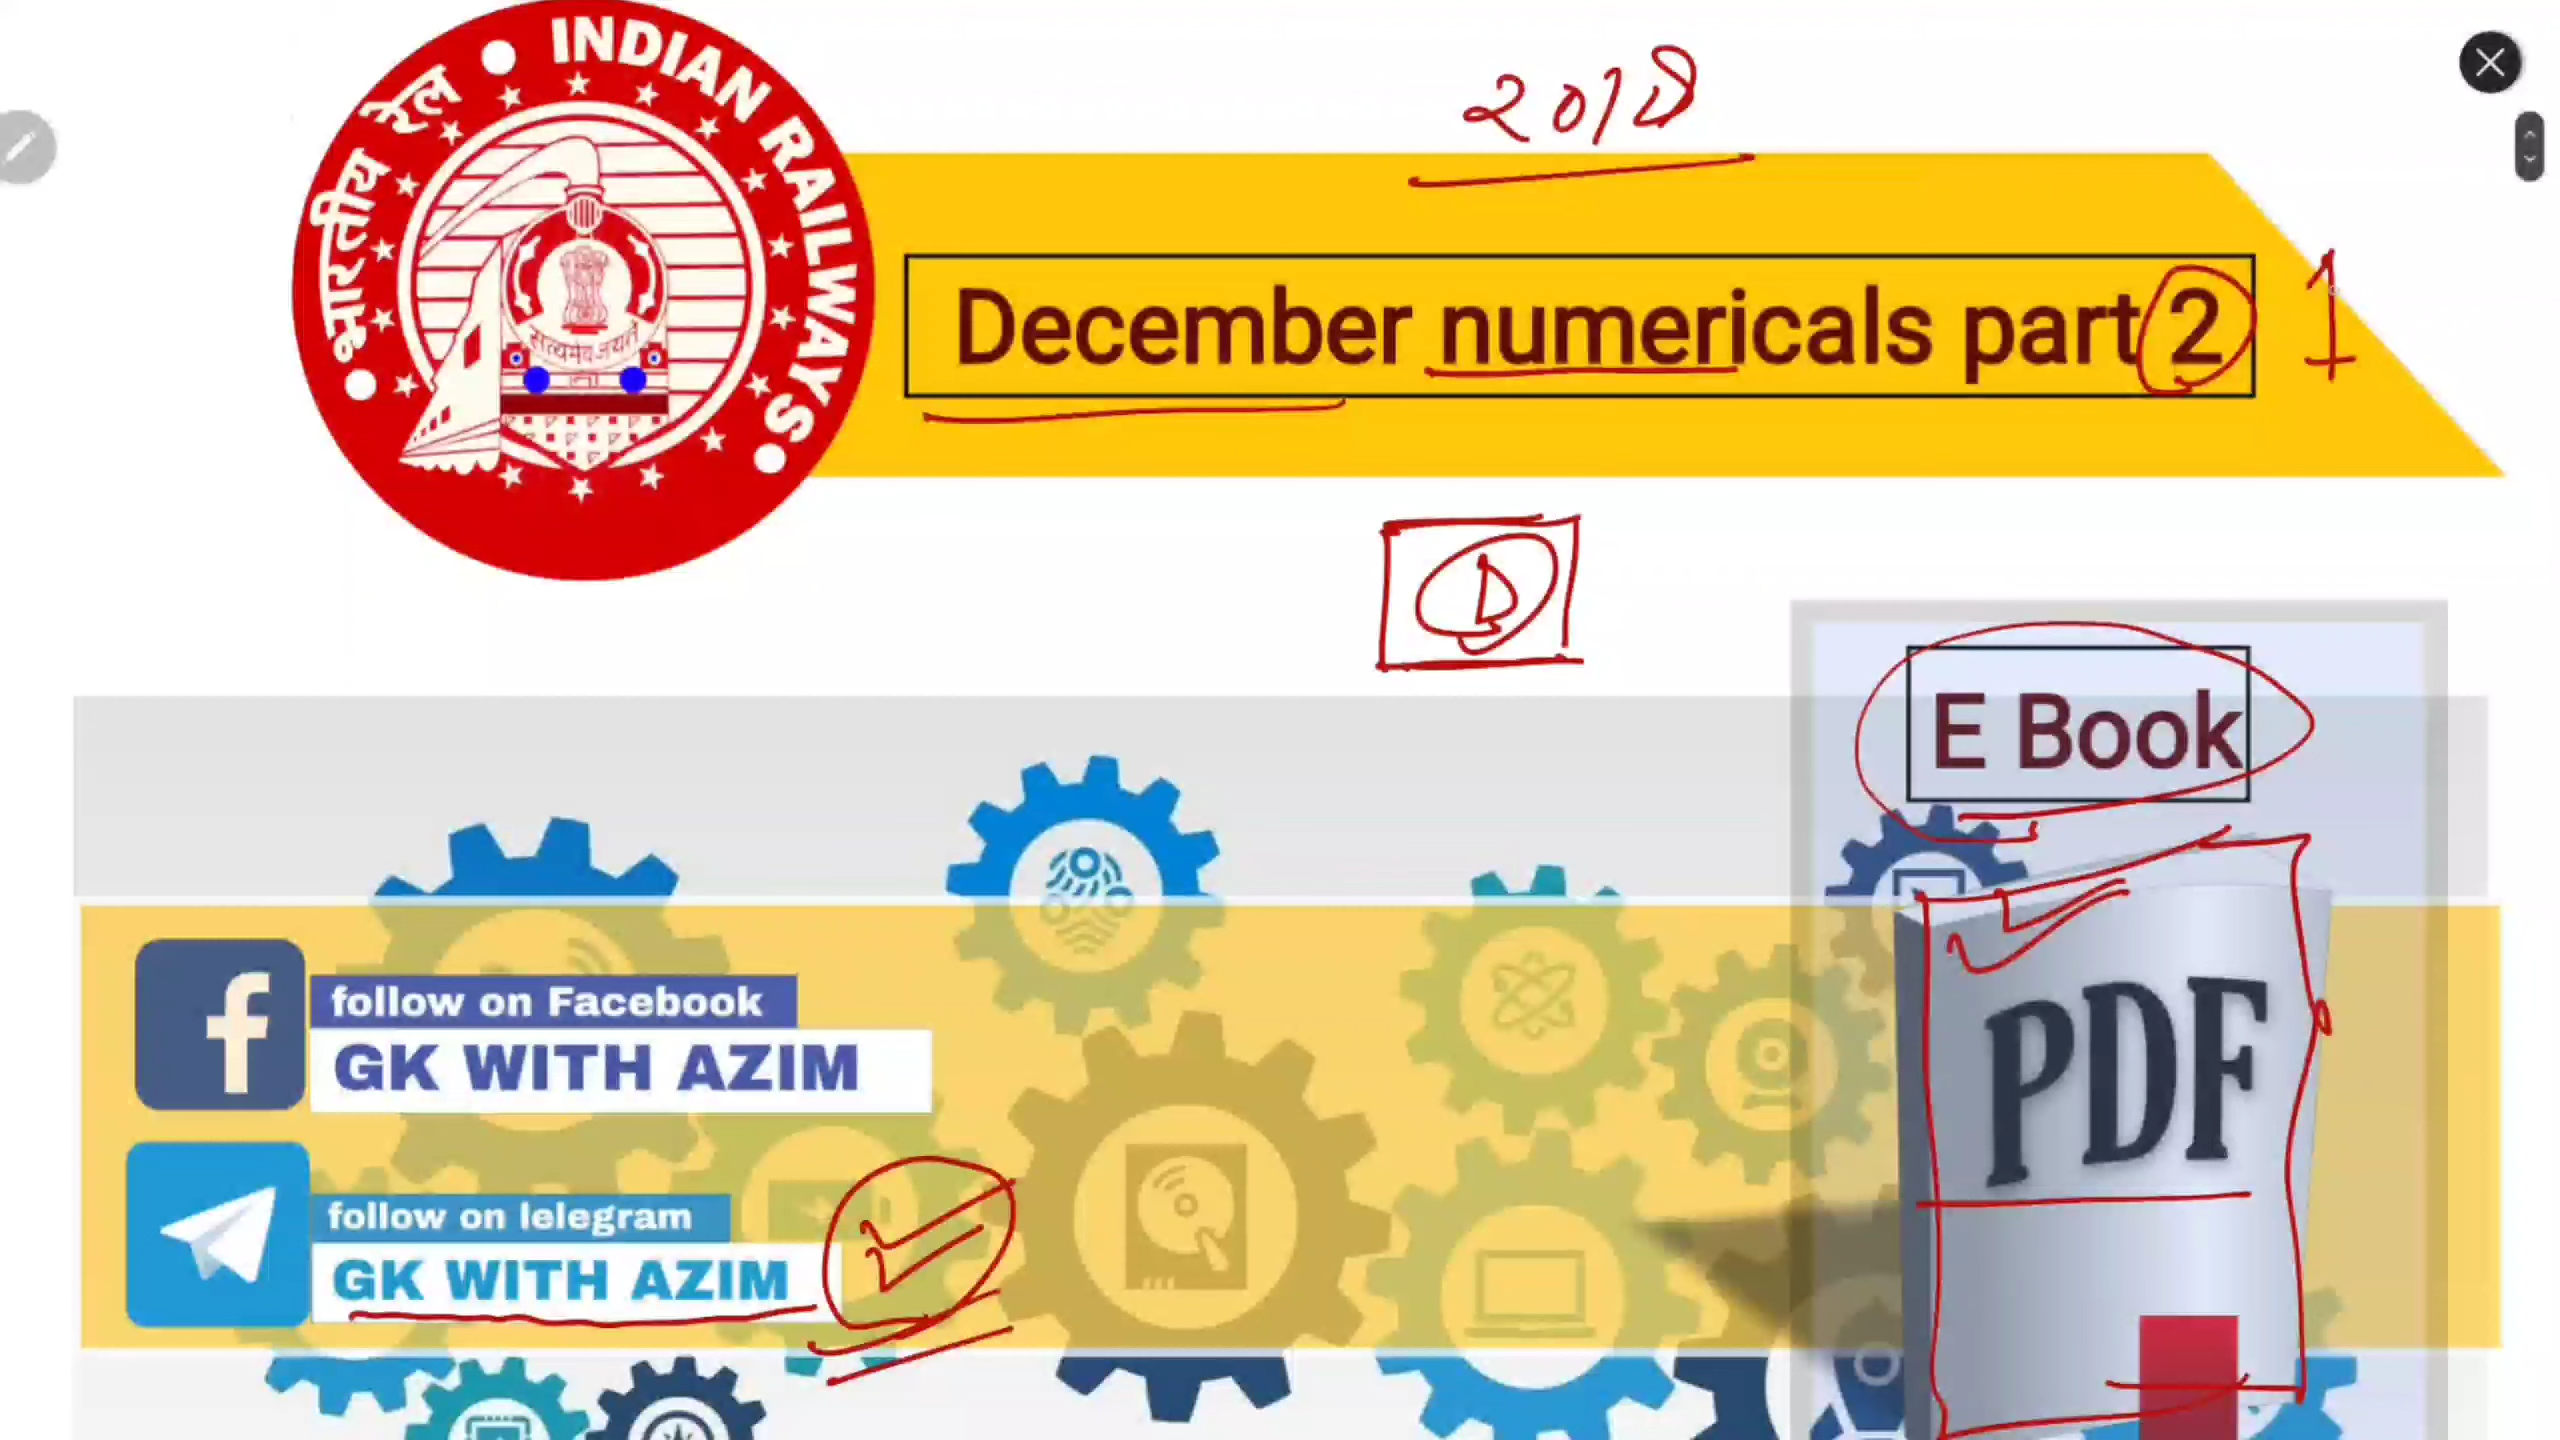 भारतीय रेल
INDIAN RAILWAYS
सत्यमेव जयते
2018
December numericals part 2
1
D
E Book
PDF
follow on Facebook
GK WITH AZIM
follow on lelegram
GK WITH AZIM